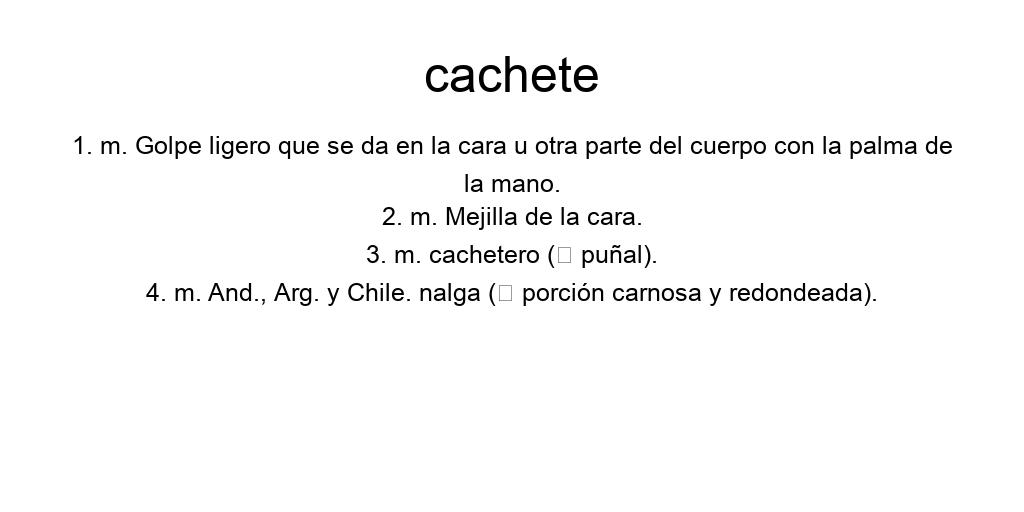 cachete
1. m. Golpe ligero que se da en la cara u otra parte del cuerpo con la palma de
la mano.
2. m. Mejilla de la cara.
3. m. cachetero (□ puñal).
4. m. And., Arg. y Chile. nalga (□ porción carnosa y redondeada).